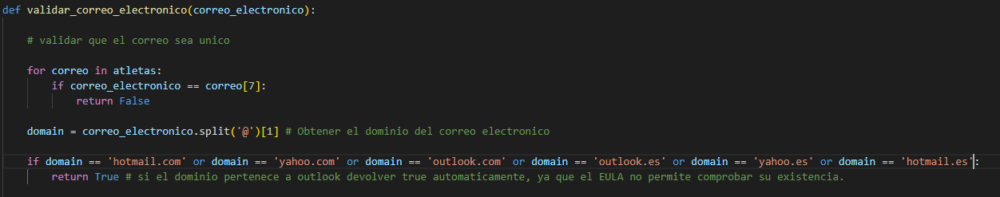 def validar_correo_electronico(correo_electronico):
# validar que el correo sea unico
for correo in atletas:
if correo_electronico == correo[7]:
return False
domain = correo_electronico.split('@')[1] # Obtener el dominio del correo electronico
if domain == 'hotmail.com' or domain == 'yahoo.com' or domain == 'outlook.com' or domain == 'outlook.es' or domain == 'yahoo.es' or domain == 'hotmail.es':
return True # si el dominio pertenece a outlook devolver true automaticamente, ya que el EULA no permite comprobar su existencia.